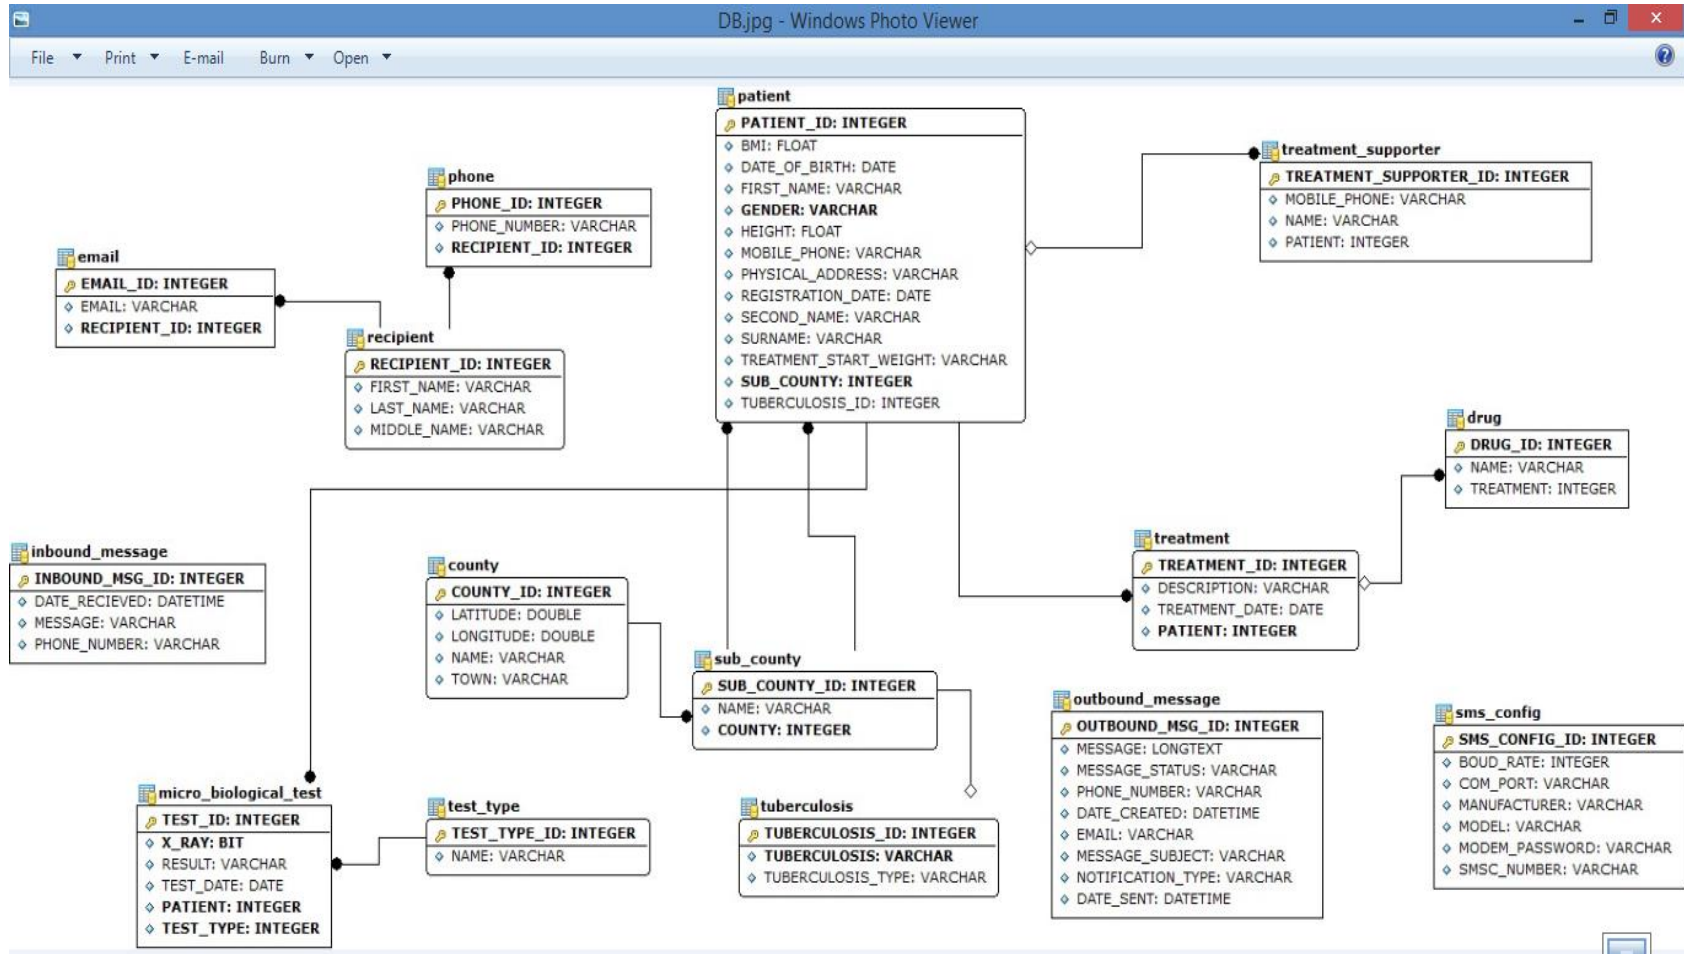 DB.jpg - Windows Photo Viewer
File Print E-mail Burn Open
patient
PATIENT_ID: INTEGER
BMI: FLOAT
DATE_OF_BIRTH: DATE
FIRST_NAME: VARCHAR
GENDER: VARCHAR
HEIGHT: FLOAT
MOBILE_PHONE: VARCHAR
PHYSICAL_ADDRESS: VARCHAR
REGISTRATION_DATE: DATE
SECOND_NAME: VARCHAR
SURNAME: VARCHAR
TREATMENT_START_WEIGHT: VARCHAR
SUB_COUNTY: INTEGER
TUBERCULOSIS_ID: INTEGER
treatment_supporter
TREATMENT_SUPPORTER_ID: INTEGER
MOBILE_PHONE: VARCHAR
NAME: VARCHAR
PATIENT: INTEGER
phone
PHONE_ID: INTEGER
PHONE_NUMBER: VARCHAR
RECIPIENT_ID: INTEGER
email
EMAIL_ID: INTEGER
EMAIL: VARCHAR
RECIPIENT_ID: INTEGER
recipient
RECIPIENT_ID: INTEGER
FIRST_NAME: VARCHAR
LAST_NAME: VARCHAR
MIDDLE_NAME: VARCHAR
drug
DRUG_ID: INTEGER
NAME: VARCHAR
TREATMENT: INTEGER
treatment
TREATMENT_ID: INTEGER
DESCRIPTION: VARCHAR
TREATMENT_DATE: DATE
PATIENT: INTEGER
inbound_message
INBOUND_MSG_ID: INTEGER
DATE_RECIEVED: DATETIME
MESSAGE: VARCHAR
PHONE_NUMBER: VARCHAR
county
COUNTY_ID: INTEGER
LATITUDE: DOUBLE
LONGITUDE: DOUBLE
NAME: VARCHAR
TOWN: VARCHAR
sub_county
SUB_COUNTY_ID: INTEGER
NAME: VARCHAR
COUNTY: INTEGER
outbound_message
OUTBOUND_MSG_ID: INTEGER
MESSAGE: LONGTEXT
MESSAGE_STATUS: VARCHAR
PHONE_NUMBER: VARCHAR
DATE_CREATED: DATETIME
EMAIL: VARCHAR
MESSAGE_SUBJECT: VARCHAR
NOTIFICATION_TYPE: VARCHAR
DATE_SENT: DATETIME
sms_config
SMS_CONFIG_ID: INTEGER
BOUD_RATE: INTEGER
COM_PORT: VARCHAR
MANUFACTURER: VARCHAR
MODEL: VARCHAR
MODEM_PASSWORD: VARCHAR
SMSC_NUMBER: VARCHAR
micro_biological_test
TEST_ID: INTEGER
X_RAY: BIT
RESULT: VARCHAR
TEST_DATE: DATE
PATIENT: INTEGER
TEST_TYPE: INTEGER
test_type
TEST_TYPE_ID: INTEGER
NAME: VARCHAR
tuberculosis
TUBERCULOSIS_ID: INTEGER
TUBERCULOSIS: VARCHAR
TUBERCULOSIS_TYPE: VARCHAR